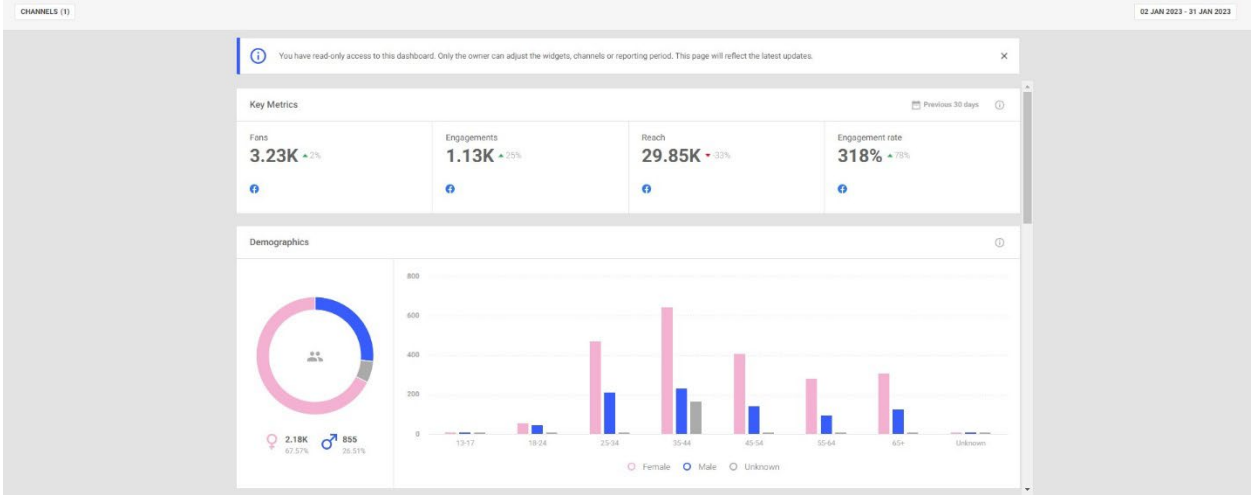 CHANNELS (1)
02 JAN 2023 - 31 JAN 2023
You have read-only access to this dashboard. Only the owner can adjust the widgets, channels or reporting period. This page will reflect the latest updates.
Key Metrics
Previous 30 days
Fans
3.23K 2%
Engagements
1.13K 25%
Reach
29.85K 33%
Engagement rate
318% 78%
Demographics
2.18K
67.57%
855
26.51%
800
600
400
200
0
13-17 18-24 25-34 35-44 45-54 55-64 65+ Unknown
Female Male Unknown